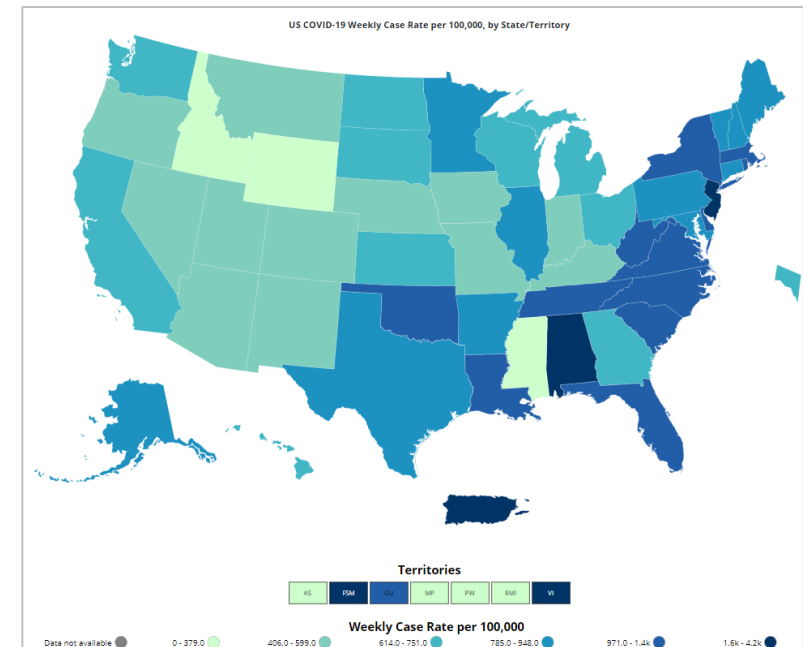 US COVID-19 Weekly Case Rate per 100,000, by State/Territory
Territories
AS FSM GU MP PW RMI VI
Weekly Case Rate per 100,000
Data not available 0 - 379.0 406.0 - 599.0 614.0 - 751.0 785.0 - 948.0 971.0 - 1.4k 1.6k - 4.2k